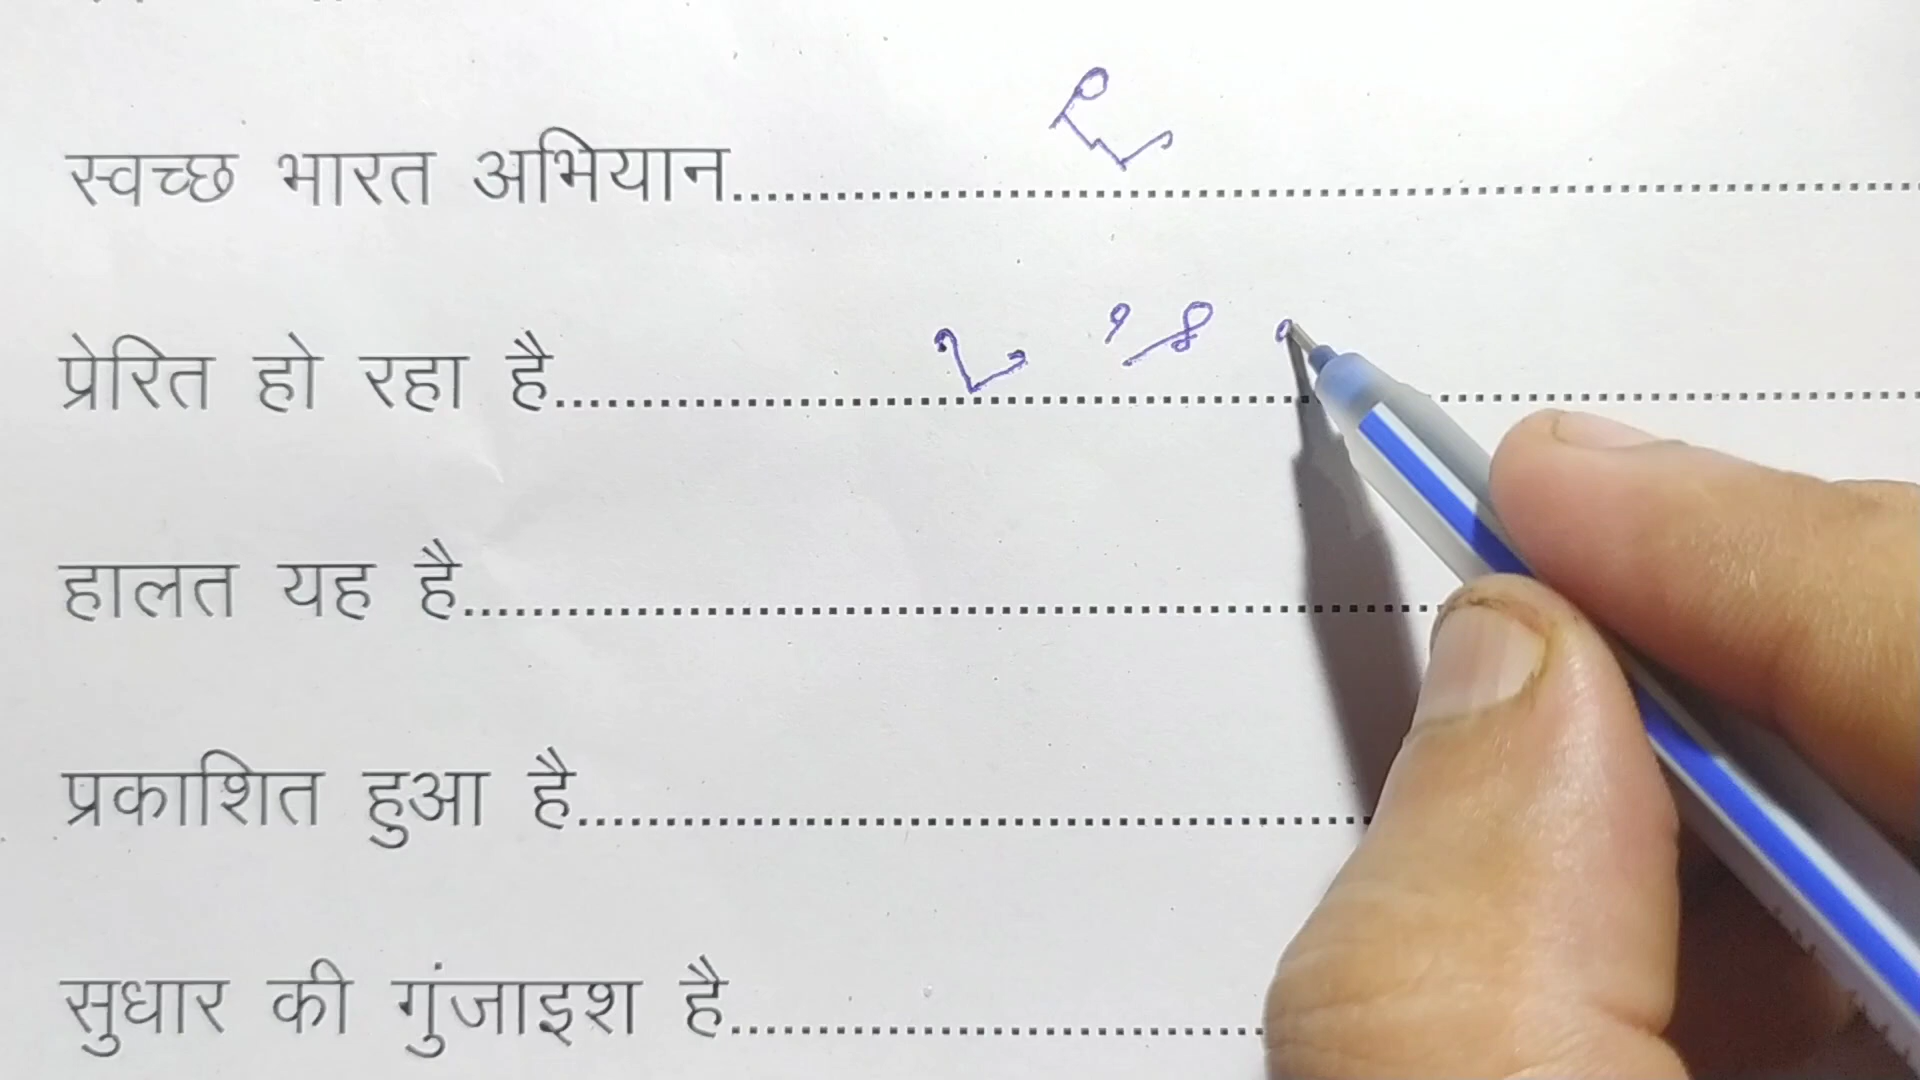 स्वच्छ भारत अभियान
प्रेरित हो रहा है
हालत यह है
प्रकाशित हुआ है
सुधार की गुंजाइश है